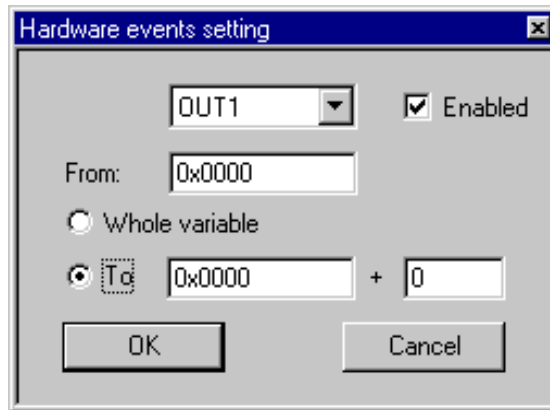 Hardware events setting
OUT1 Enabled
From: 0x0000
Whole variable
To 0x0000 + 0
OK Cancel